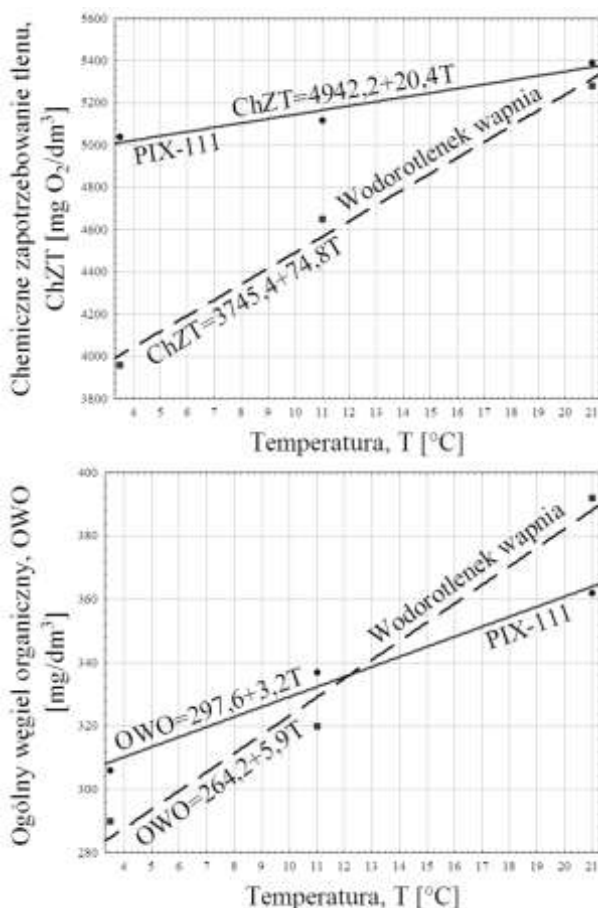 Chemiczne zapotrzebowanie tlenu,
ChZT [mg O₂/dm³]
5600
5400
5200
5000
4800
4600
4400
4200
4000
3800
ChZT=4942,2+20,4T
PIX-111
Wodorotlenek wapnia
ChZT=3745,4+74,8T
4 5 6 7 8 9 10 11 12 13 14 15 16 17 18 19 20 21
Temperatura, T [°C]
Ogólny węgiel organiczny, OWO
[mg/dm³]
400
380
360
340
320
300
280
Wodorotlenek wapnia
PIX-111
OWO=297,6+3,2T
OWO=264,2+5,9T
4 5 6 7 8 9 10 11 12 13 14 15 16 17 18 19 20 21
Temperatura, T [°C]